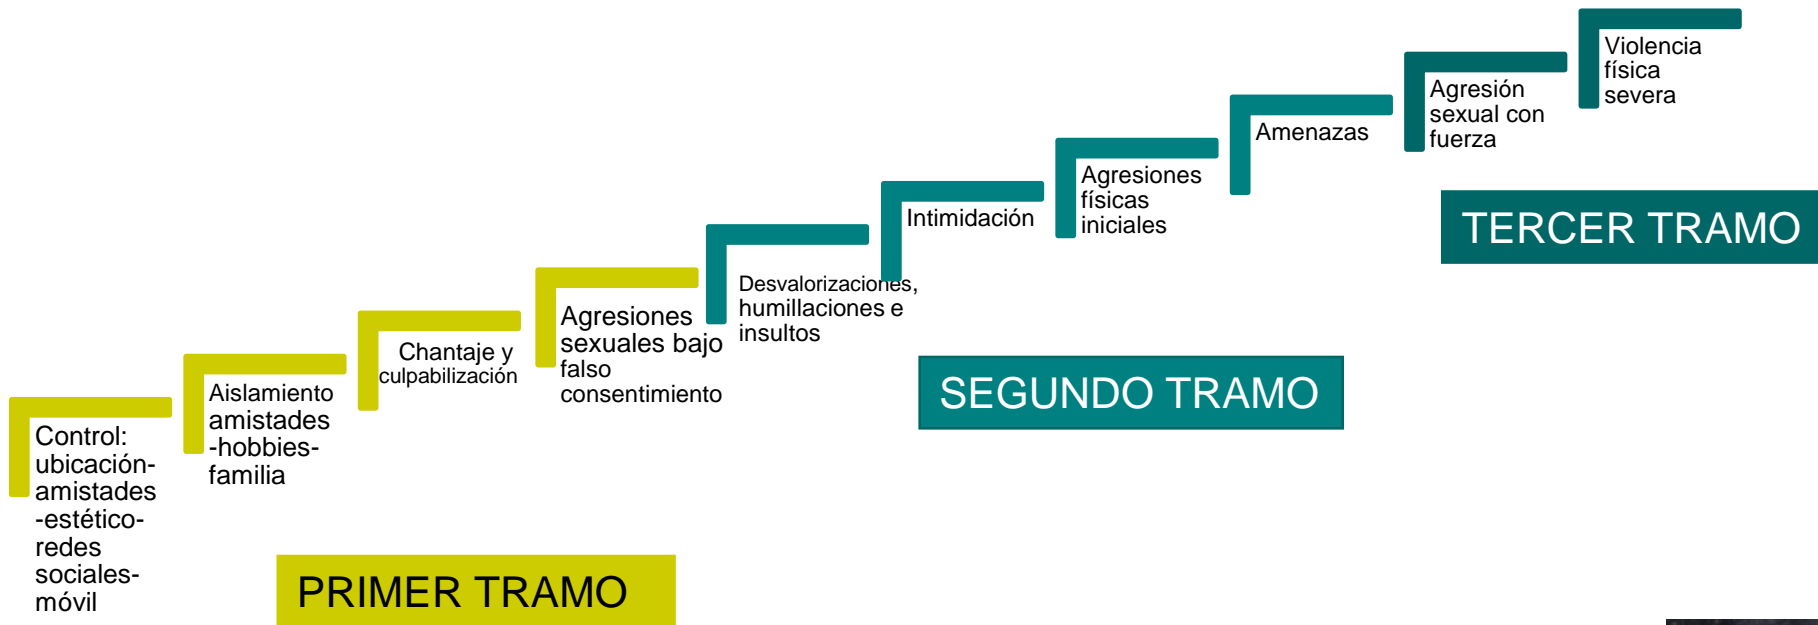 Control:
ubicación-
amistades
-estético-
redes
sociales-
móvil
Aislamiento
amistades
-hobbies-
familia
Chantaje y
culpabilización
Agresiones
sexuales bajo
falso
consentimiento
PRIMER TRAMO
Desvalorizaciones,
humillaciones e
insultos
Intimidación
Agresiones
físicas
iniciales
Amenazas
SEGUNDO TRAMO
Agresión
sexual con
fuerza
Violencia
física
severa
TERCER TRAMO